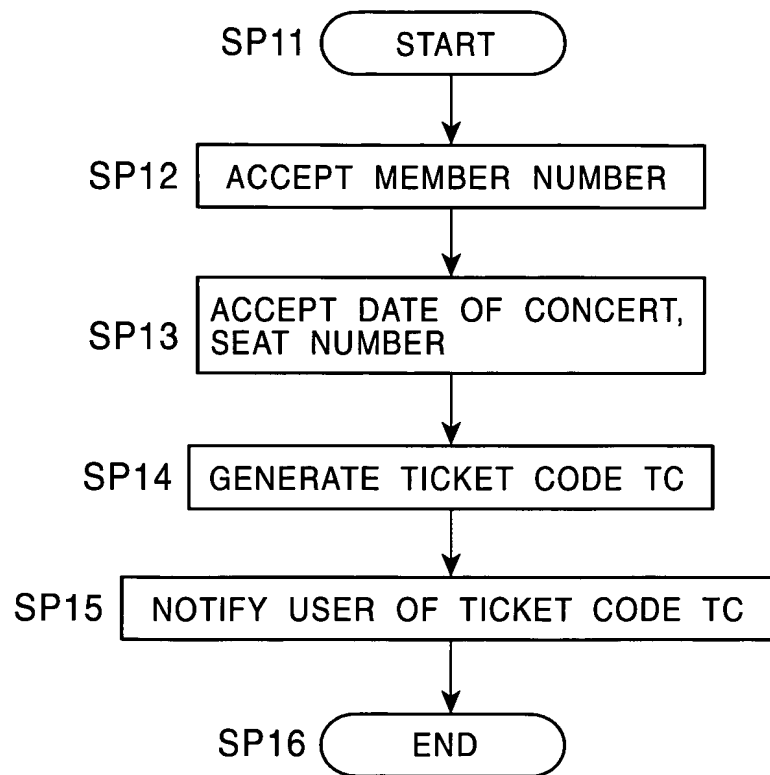 SP11 START
SP12 ACCEPT MEMBER NUMBER
SP13 ACCEPT DATE OF CONCERT,
SEAT NUMBER
SP14 GENERATE TICKET CODE TC
SP15 NOTIFY USER OF TICKET CODE TC
SP16 END